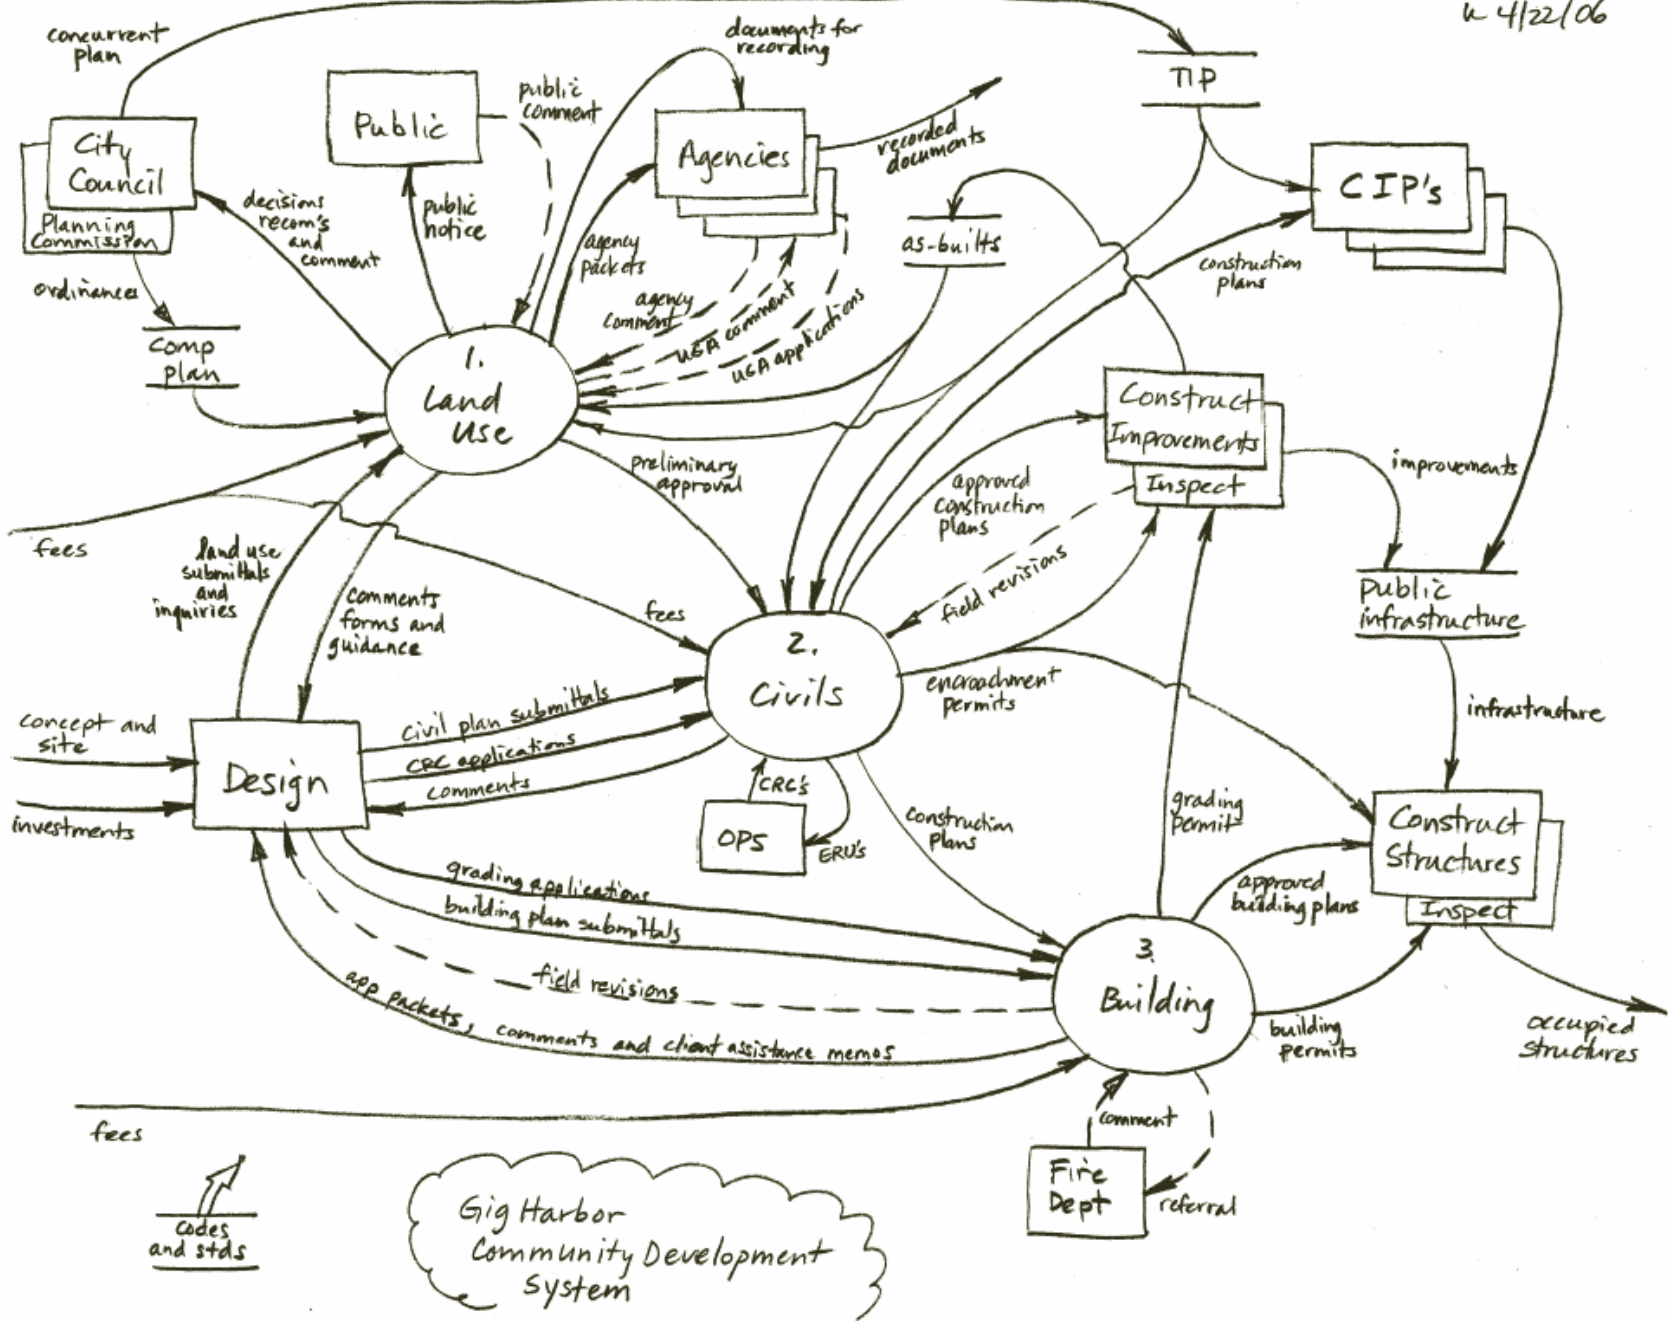 4/22/06
concurrent
plan
documents for
recording
TIP
City
Council
Planning
Commission
Public
public
comment
Agencies
recorded
documents
CIP's
decisions
recom's
and
comment
public
notice
agency
packets
as-builts
construction
plans
ordinances
agency
comment
UGA comment
UGA applications
Comp
plan
1.
Land
Use
Construct
Improvements
Inspect
preliminary
approval
approved
construction
plans
improvements
fees
land use
submittals
and
inquiries
comments
forms and
guidance
fees
field revisions
public
infrastructure
2.
Civils
encroachment
permits
infrastructure
concept and
site
investments
Design
civil plan submittals
CRC applications
comments
CRC's
OPS
ERU's
construction
plans
grading
permit
Construct
Structures
Inspect
approved
building plans
grading applications
building plan submittals
field revisions
app packets, comments and client assistance memos
3.
Building
building
permits
occupied
structures
fees
comment
Fire
Dept
referral
codes
and stds
Gig Harbor
Community Development
System